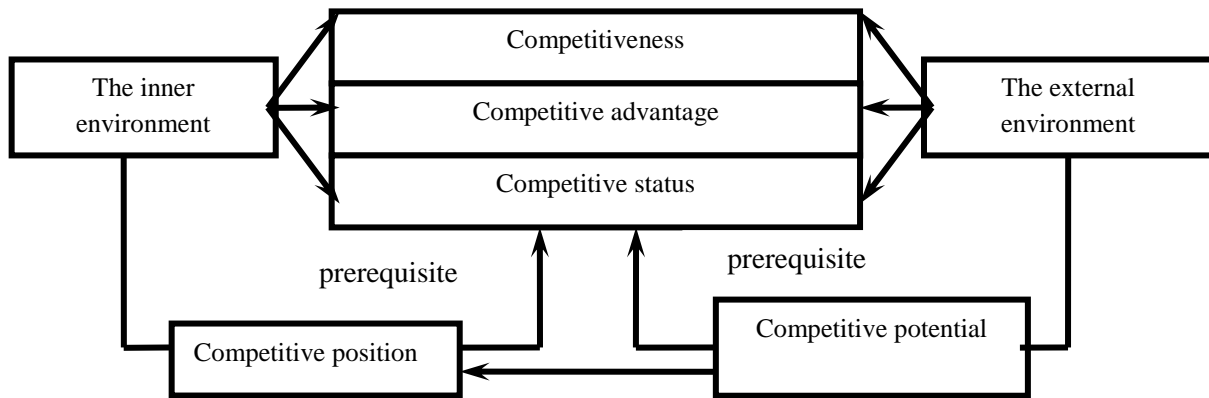 Competitiveness
The inner
environment
Competitive advantage
The external
environment
Competitive status
prerequisite
prerequisite
Competitive position
Competitive potential